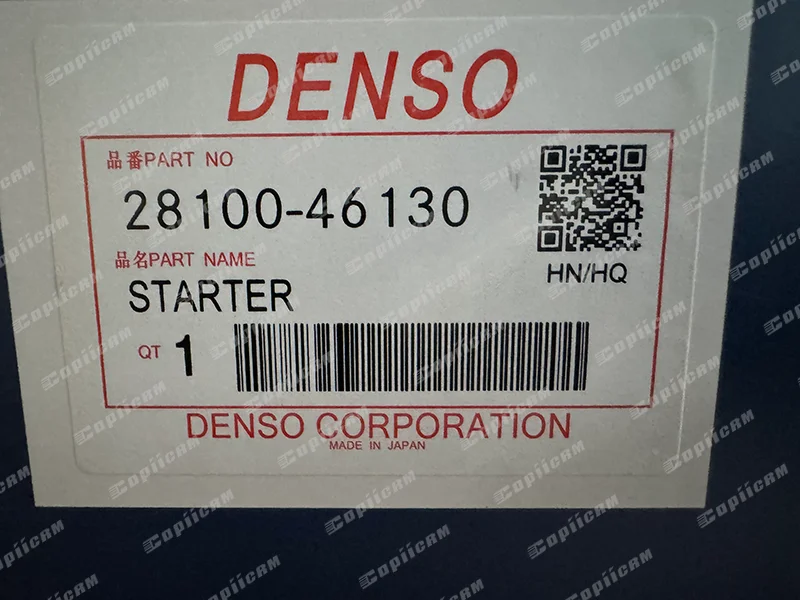 DENSO
品番PART NO
28100-46130
HN/HQ
品名PART NAME
STARTER
QT 1
DENSO CORPORATION
MADE IN JAPAN
Copiicam